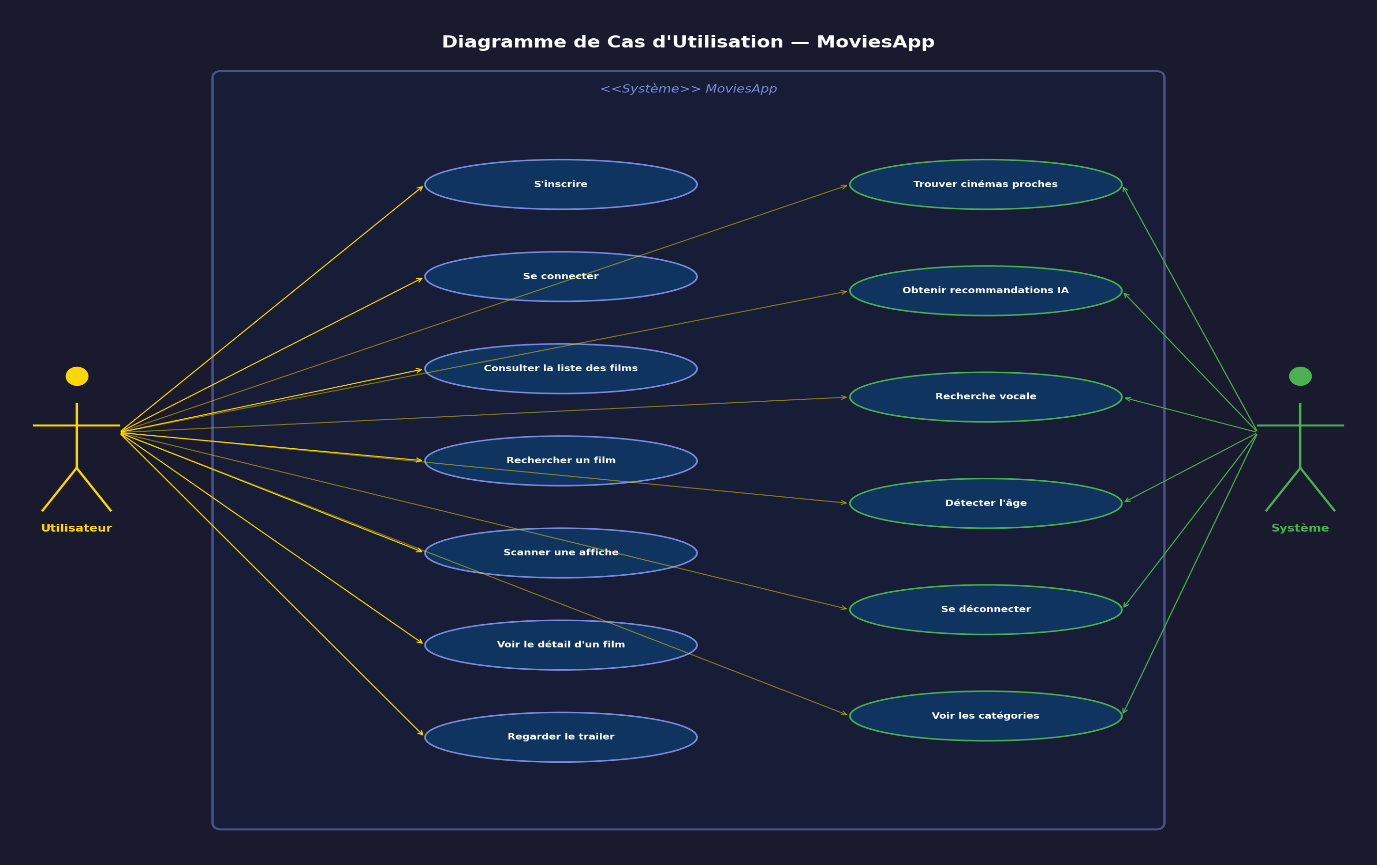 Diagramme de Cas d'Utilisation — MoviesApp
<<Système>> MoviesApp
S'inscrire
Se connecter
Consulter la liste des films
Rechercher un film
Scanner une affiche
Voir le détail d'un film
Regarder le trailer
Trouver cinémas proches
Obtenir recommandations IA
Recherche vocale
Détecter l'âge
Se déconnecter
Voir les catégories
Utilisateur
Système